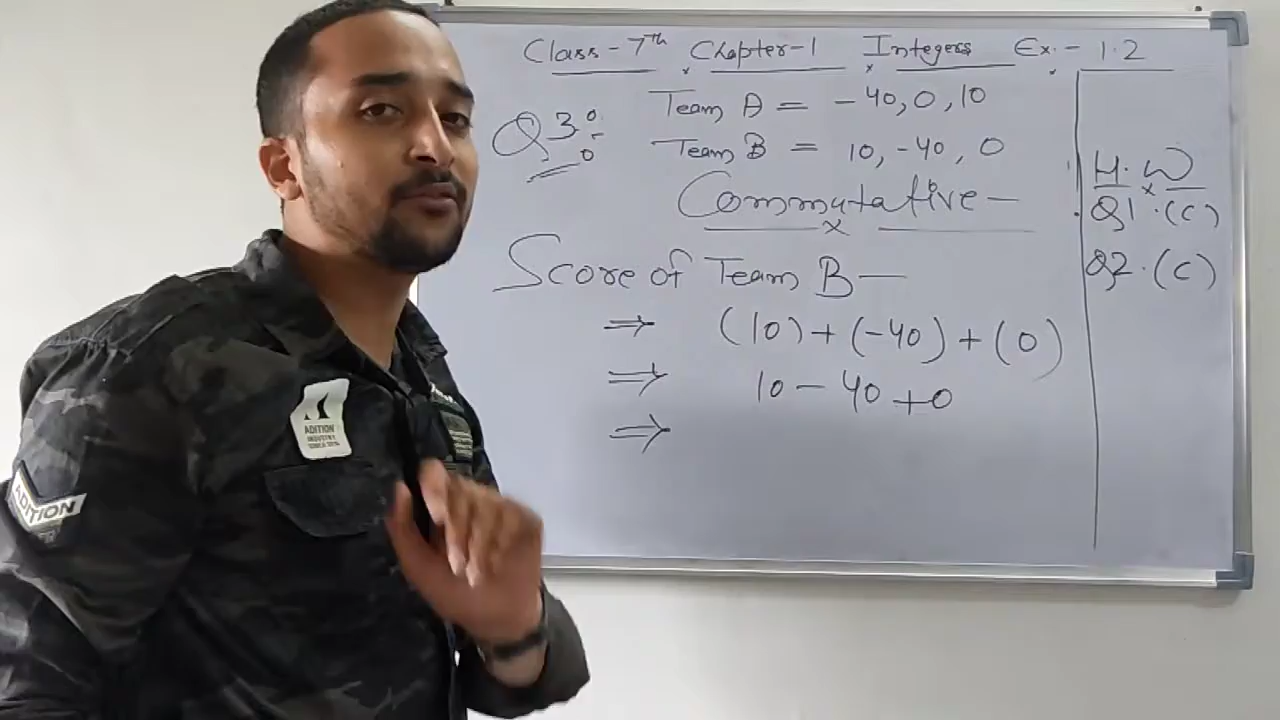 Class-7th Chapter-1 Integers Ex:- 1.2
Q3:-
Team A = -40, 0, 10
Team B = 10, -40, 0
Commutative-
Score of Team B-
⇒ (10) + (-40) + (0)
⇒ 10 - 40 + 0
⇒
H.W
Q1.(c)
Q2.(c)
ADITION
INDUSTRY
ADITION